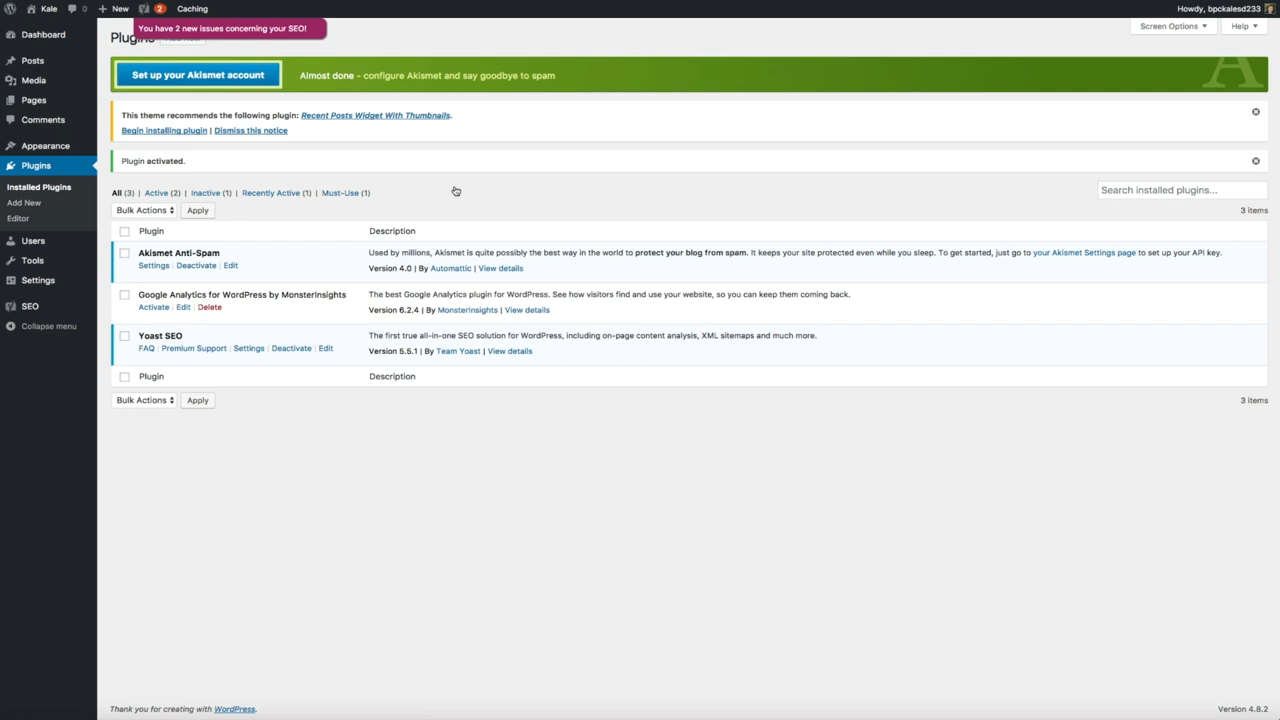 Kale 0 New 2 Caching Howdy, bpckalesd233
You have 2 new issues concerning your SEO!
Screen Options Help
Plugins
Dashboard
Posts
Media
Pages
Comments
Appearance
Plugins
Installed Plugins
Add New
Editor
Users
Tools
Settings
SEO
Collapse menu
Set up your Akismet account Almost done - configure Akismet and say goodbye to spam
This theme recommends the following plugin: Recent Posts Widget With Thumbnails.
Begin installing plugin | Dismiss this notice
Plugin activated.
All (3) | Active (2) | Inactive (1) | Recently Active (1) | Must-Use (1)
Search installed plugins...
Bulk Actions Apply 3 items
Plugin Description
Akismet Anti-Spam Used by millions, Akismet is quite possibly the best way in the world to protect your blog from spam. It keeps your site protected even while you sleep. To get started, just go to your Akismet Settings page to set up your API key.
Settings | Deactivate | Edit Version 4.0 | By Automattic | View details
Google Analytics for WordPress by MonsterInsights The best Google Analytics plugin for WordPress. See how visitors find and use your website, so you can keep them coming back.
Activate | Edit | Delete Version 6.2.4 | By MonsterInsights | View details
Yoast SEO The first true all-in-one SEO solution for WordPress, including on-page content analysis, XML sitemaps and much more.
FAQ | Premium Support | Settings | Deactivate | Edit Version 5.5.1 | By Team Yoast | View details
Plugin Description
Bulk Actions Apply 3 items
Thank you for creating with WordPress. Version 4.8.2